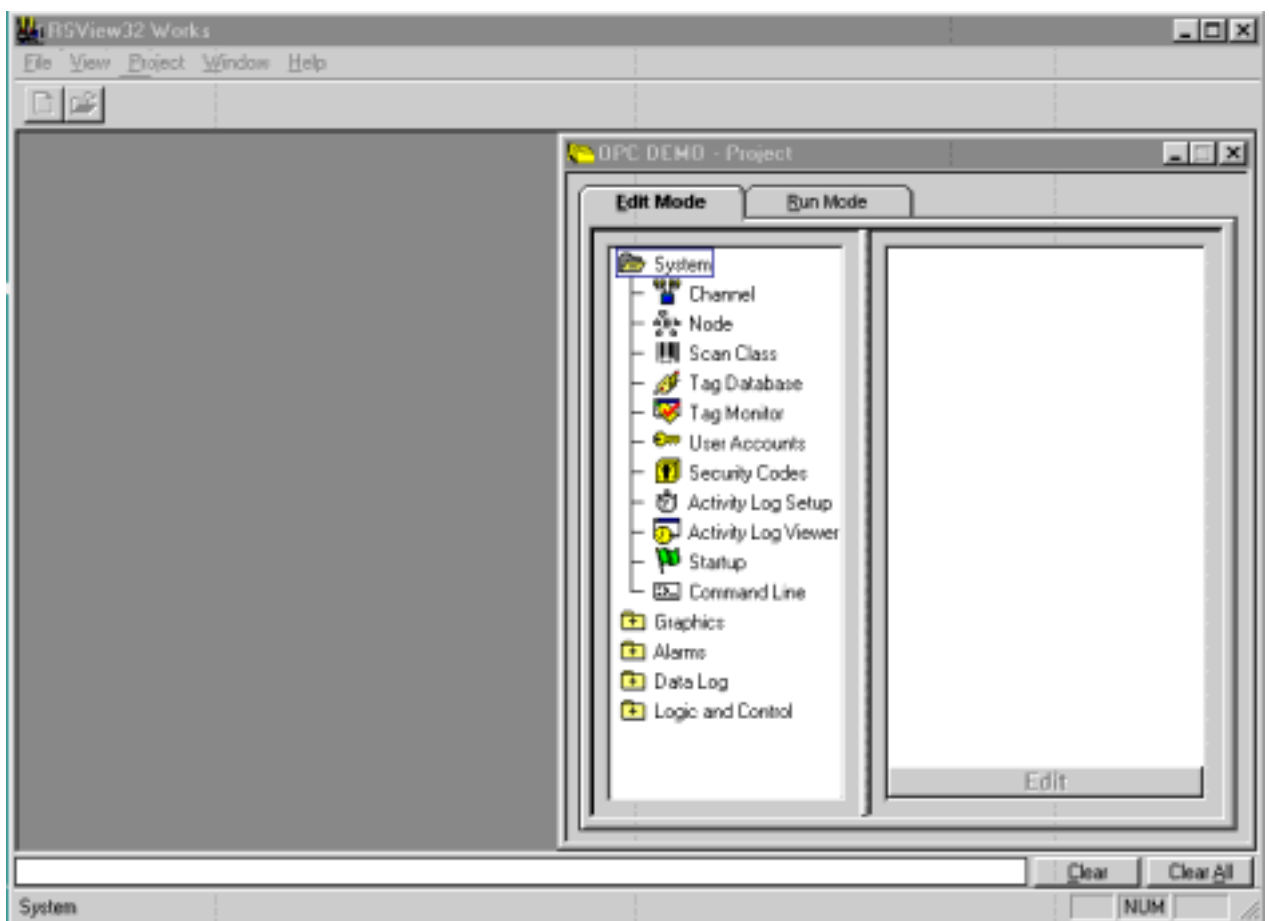 RSView32 Works
File View Project Window Help
OPC DEMO - Project
Edit Mode Run Mode
System
Channel
Node
Scan Class
Tag Database
Tag Monitor
User Accounts
Security Codes
Activity Log Setup
Activity Log Viewer
Startup
Command Line
Graphics
Alarms
Data Log
Logic and Control
Edit
Clear Clear All
System NUM